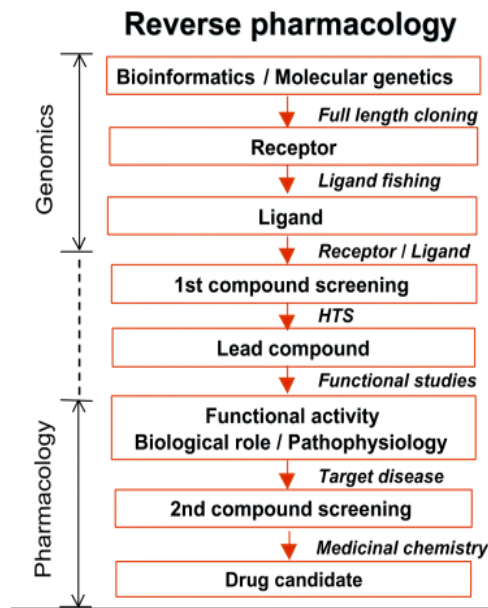 Reverse pharmacology
Bioinformatics / Molecular genetics
Full length cloning
Receptor
Ligand fishing
Ligand
Receptor / Ligand
1st compound screening
HTS
Lead compound
Functional studies
Functional activity
Biological role / Pathophysiology
Target disease
2nd compound screening
Medicinal chemistry
Drug candidate
Genomics
Pharmacology